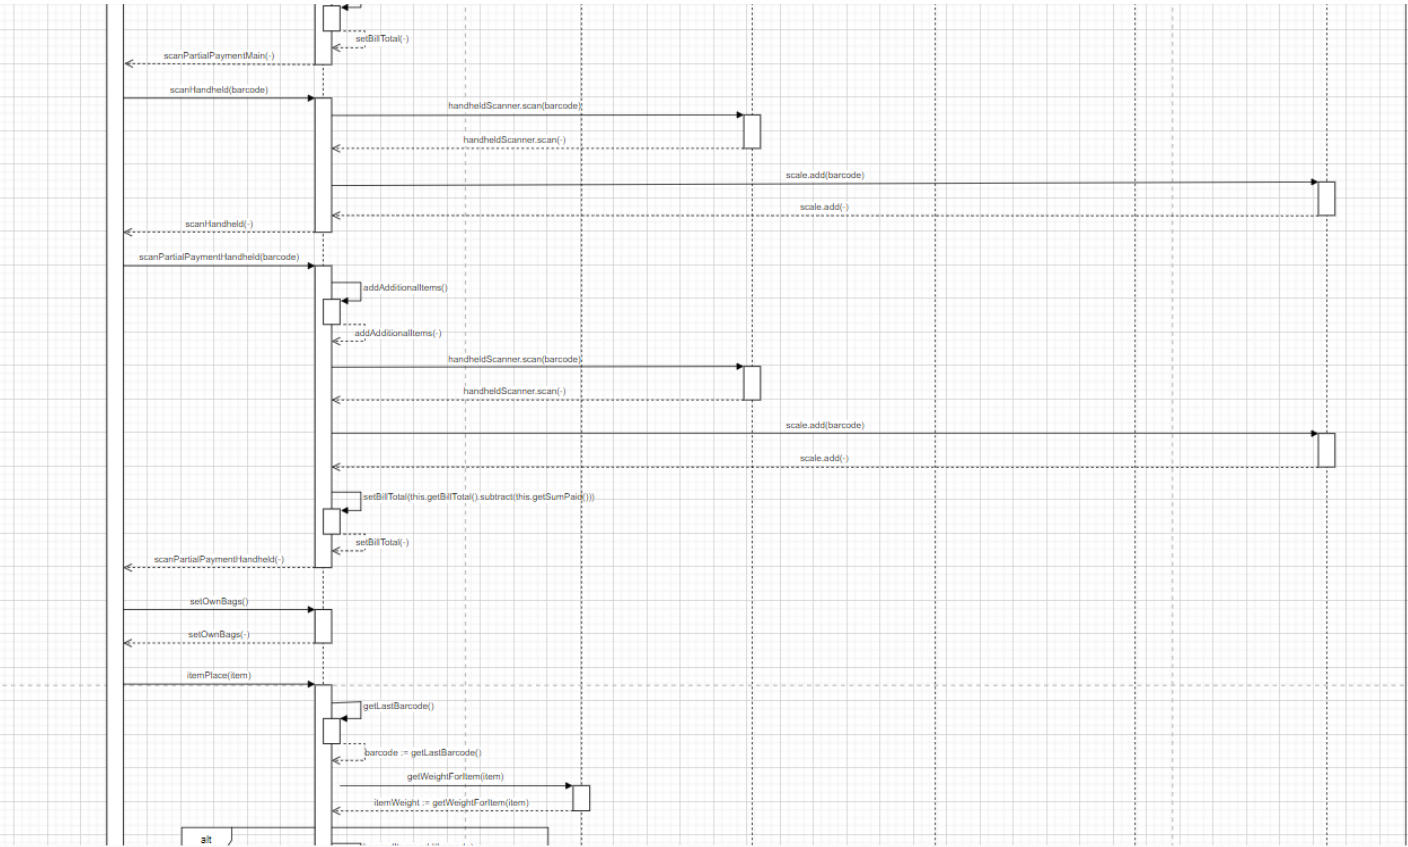 setBillTotal(-)
scanPartialPaymentMain(-)
scanHandheld(barcode)
handheldScanner.scan(barcode)
handheldScanner.scan(-)
scale.add(barcode)
scale.add(-)
scanHandheld(-)
scanPartialPaymentHandheld(barcode)
addAdditionalItems()
addAdditionalItems(-)
handheldScanner.scan(barcode)
handheldScanner.scan(-)
scale.add(barcode)
scale.add(-)
setBillTotal(this.getBillTotal().subtract(this.getSumPaid()))
setBillTotal(-)
scanPartialPaymentHandheld(-)
setOwnBags()
setOwnBags(-)
itemPlace(item)
getLastBarcode()
barcode := getLastBarcode()
getWeightForItem(item)
itemWeight := getWeightForItem(item)
alt